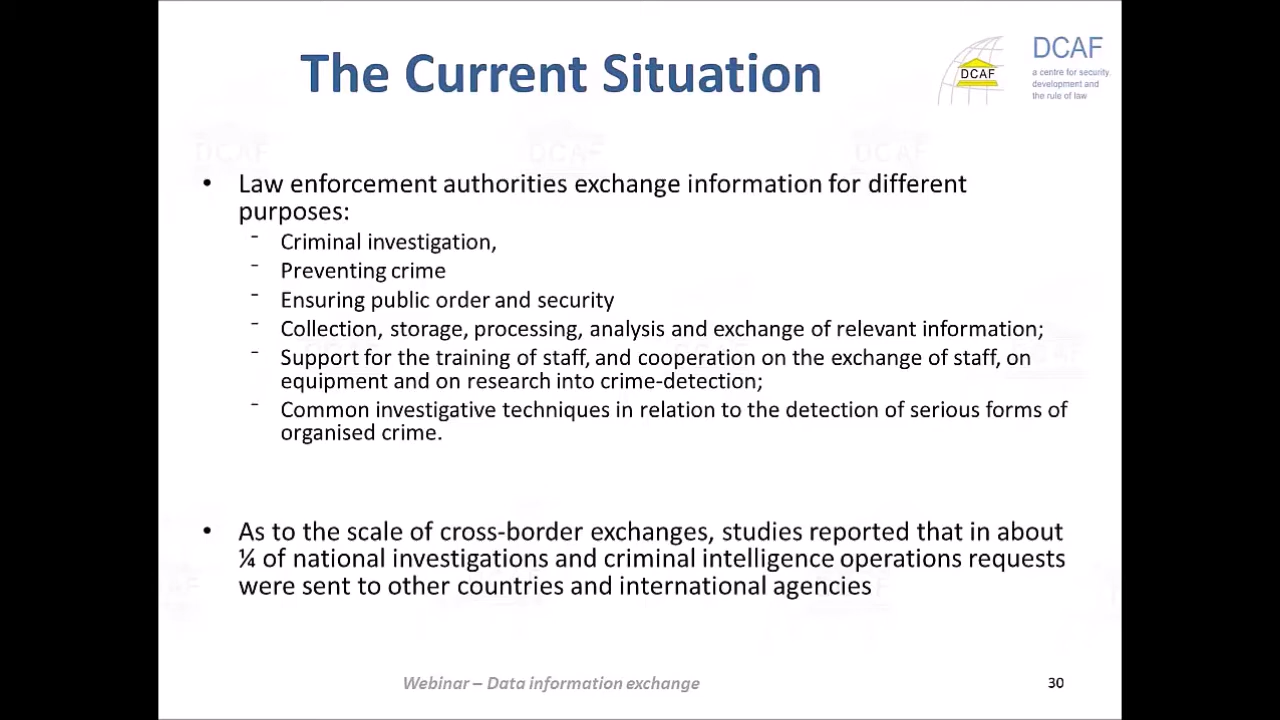 The Current Situation
DCAF
DCAF
a centre for security
development and
the rule of law
• Law enforcement authorities exchange information for different
purposes:
- Criminal investigation,
- Preventing crime
- Ensuring public order and security
- Collection, storage, processing, analysis and exchange of relevant information;
- Support for the training of staff, and cooperation on the exchange of staff, on
equipment and on research into crime-detection;
- Common investigative techniques in relation to the detection of serious forms of
organised crime.
• As to the scale of cross-border exchanges, studies reported that in about
¼ of national investigations and criminal intelligence operations requests
were sent to other countries and international agencies
Webinar – Data information exchange
30